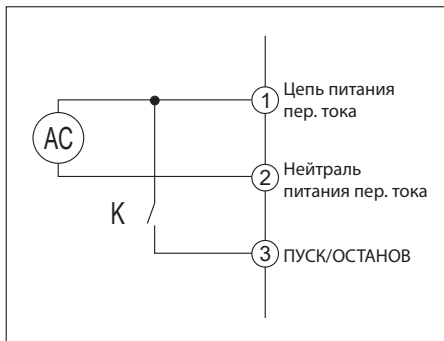 1 Цепь питания
пер. тока
AC
2 Нейтраль
питания пер. тока
K
3 ПУСК/ОСТАНОВ